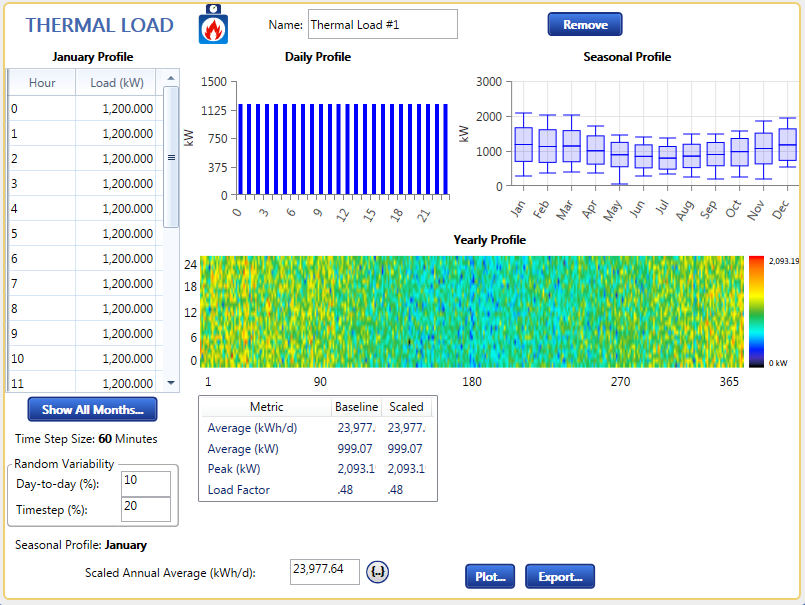 THERMAL LOAD
Name: Thermal Load #1
Remove
January Profile
Hour Load (kW)
0 1,200.000
1 1,200.000
2 1,200.000
3 1,200.000
4 1,200.000
5 1,200.000
6 1,200.000
7 1,200.000
8 1,200.000
9 1,200.000
10 1,200.000
11 1,200.000
Show All Months...
Time Step Size: 60 Minutes
Random Variability
Day-to-day (%): 10
Timestep (%): 20
Seasonal Profile: January
Daily Profile
kW
1500
1125
750
375
0
0 3 6 9 12 15 18 21
Seasonal Profile
kW
3000
2000
1000
0
Jan Feb Mar Apr May Jun Jul Aug Sep Oct Nov Dec
Yearly Profile
24
18
12
6
0
1 90 180 270 365
2,093.19
0 kW
Metric Baseline Scaled
Average (kWh/d) 23,977. 23,977.
Average (kW) 999.07 999.07
Peak (kW) 2,093.1 2,093.1
Load Factor .48 .48
Scaled Annual Average (kWh/d): 23,977.64 {..}
Plot... Export...